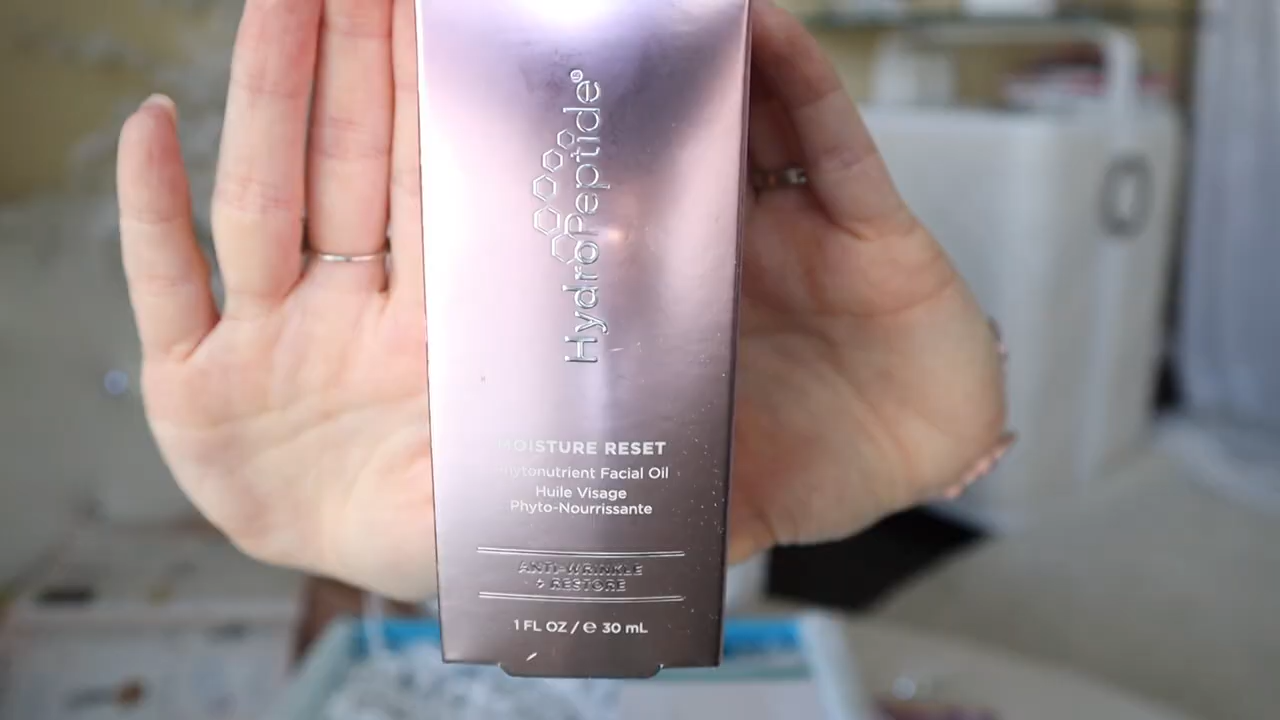 HydroPeptide®
MOISTURE RESET
Phytonutrient Facial Oil
Huile Visage
Phyto-Nourrissante
ANTI-WRINKLE
+ RESTORE
1 FL OZ / ℮ 30 mL